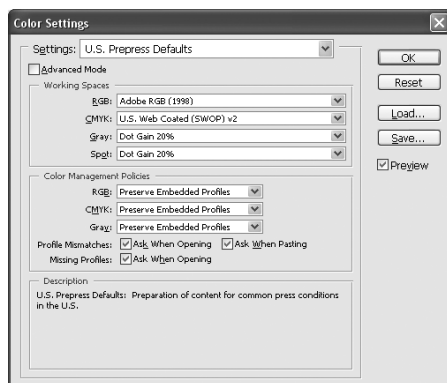 Color Settings
Settings: U.S. Prepress Defaults
OK
Advanced Mode
Reset
Working Spaces
RGB: Adobe RGB (1998)
Load...
CMYK: U.S. Web Coated (SWOP) v2
Save...
Gray: Dot Gain 20%
Spot: Dot Gain 20%
Preview
Color Management Policies
RGB: Preserve Embedded Profiles
CMYK: Preserve Embedded Profiles
Gray: Preserve Embedded Profiles
Profile Mismatches: Ask When Opening Ask When Pasting
Missing Profiles: Ask When Opening
Description
U.S. Prepress Defaults: Preparation of content for common press conditions
in the U.S.